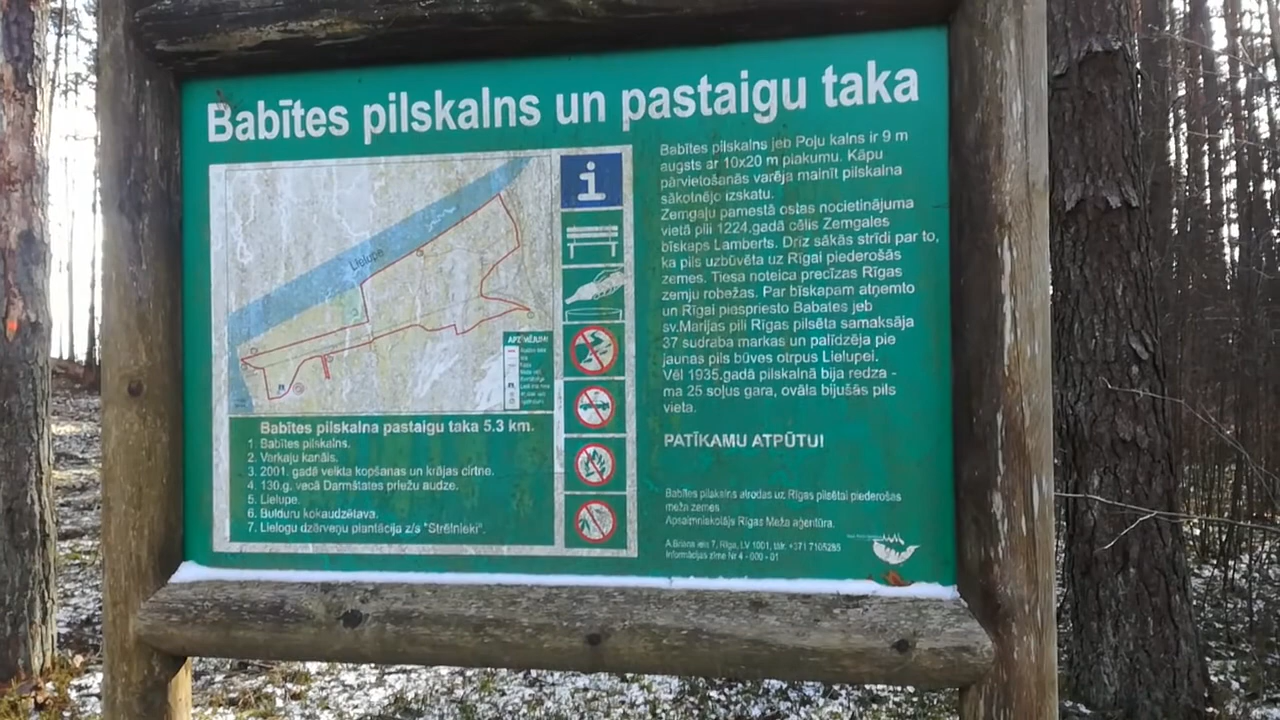 Babītes pilskalns un pastaigu taka
Lielupe
APZĪMĒJUMI
Babītes pilskalna pastaigu taka 5.3 km.
1. Babītes pilskalns.
2. Varkaļu kanāls.
3. 2001. gadā veikta kopšanas un krājas cirtne.
4. 130.g. vecā Darmštates priežu audze.
5. Lielupe.
6. Bulduru kokaudzētava.
7. Lielogu dzērveņu plantācija z/s "Strēlnieki".
Babītes pilskalns jeb Poļu kalns ir 9 m
augsts ar 10x20 m plakumu. Kāpu
pārvietošanās varēja mainīt pilskalna
sākotnējo izskatu.
Zemgaļu pamestā ostas nocietinājuma
vietā pili 1224.gadā cēlis Zemgales
bīskaps Lamberts. Drīz sākās strīdi par to,
ka pils uzbūvēta uz Rīgai piederošās
zemes. Tiesa noteica precīzas Rīgas
zemju robežas. Par bīskapam atņemto
un Rīgai piespriesto Babates jeb
sv.Marijas pili Rīgas pilsēta samaksāja
37 sudraba markas un palīdzēja pie
jaunas pils būves otrpus Lielupei.
Vēl 1935.gadā pilskalnā bija redza -
ma 25 soļus gara, ovāla bijušās pils
vieta.
PATĪKAMU ATPŪTU!
Babītes pilskalns atrodas uz Rīgas pilsētai piederošās
meža zemes
Apsaimniekotājs Rīgas Meža aģentūra.
A.Briāna iela 7, Rīga, LV 1001, tālr. +371 7105285
Informācijas zīme Nr 4 - 000 - 01